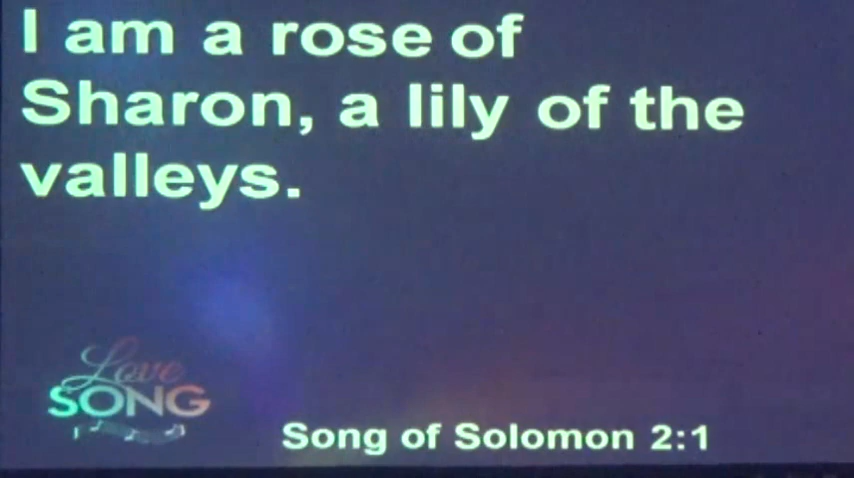 I am a rose of
Sharon, a lily of the
valleys.
Love
SONG
Song of Solomon 2:1